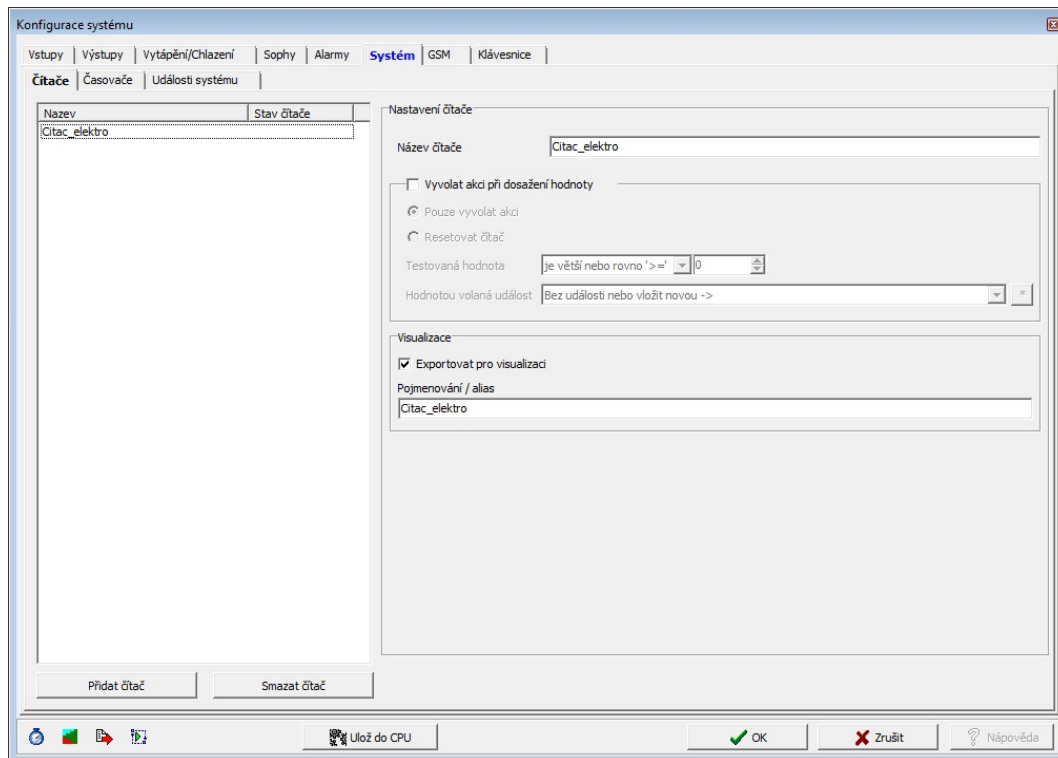 Konfigurace systému
Vstupy Výstupy Vytápění/Chlazení Sophy Alarmy Systém GSM Klávesnice
Čítače Časovače Události systému
Nazev Stav čítače
Citac_elektro
Nastavení čítače
Název čítače Citac_elektro
Vyvolat akci při dosažení hodnoty
Pouze vyvolat akci
Resetovat čítač
Testovaná hodnota je větší nebo rovno '>=' 0
Hodnotou volaná událost Bez události nebo vložit novou -> *
Visualizace
Exportovat pro visualizaci
Pojmenování / alias
Citac_elektro
Přidat čítač Smazat čítač
Ulož do CPU OK Zrušit Nápověda